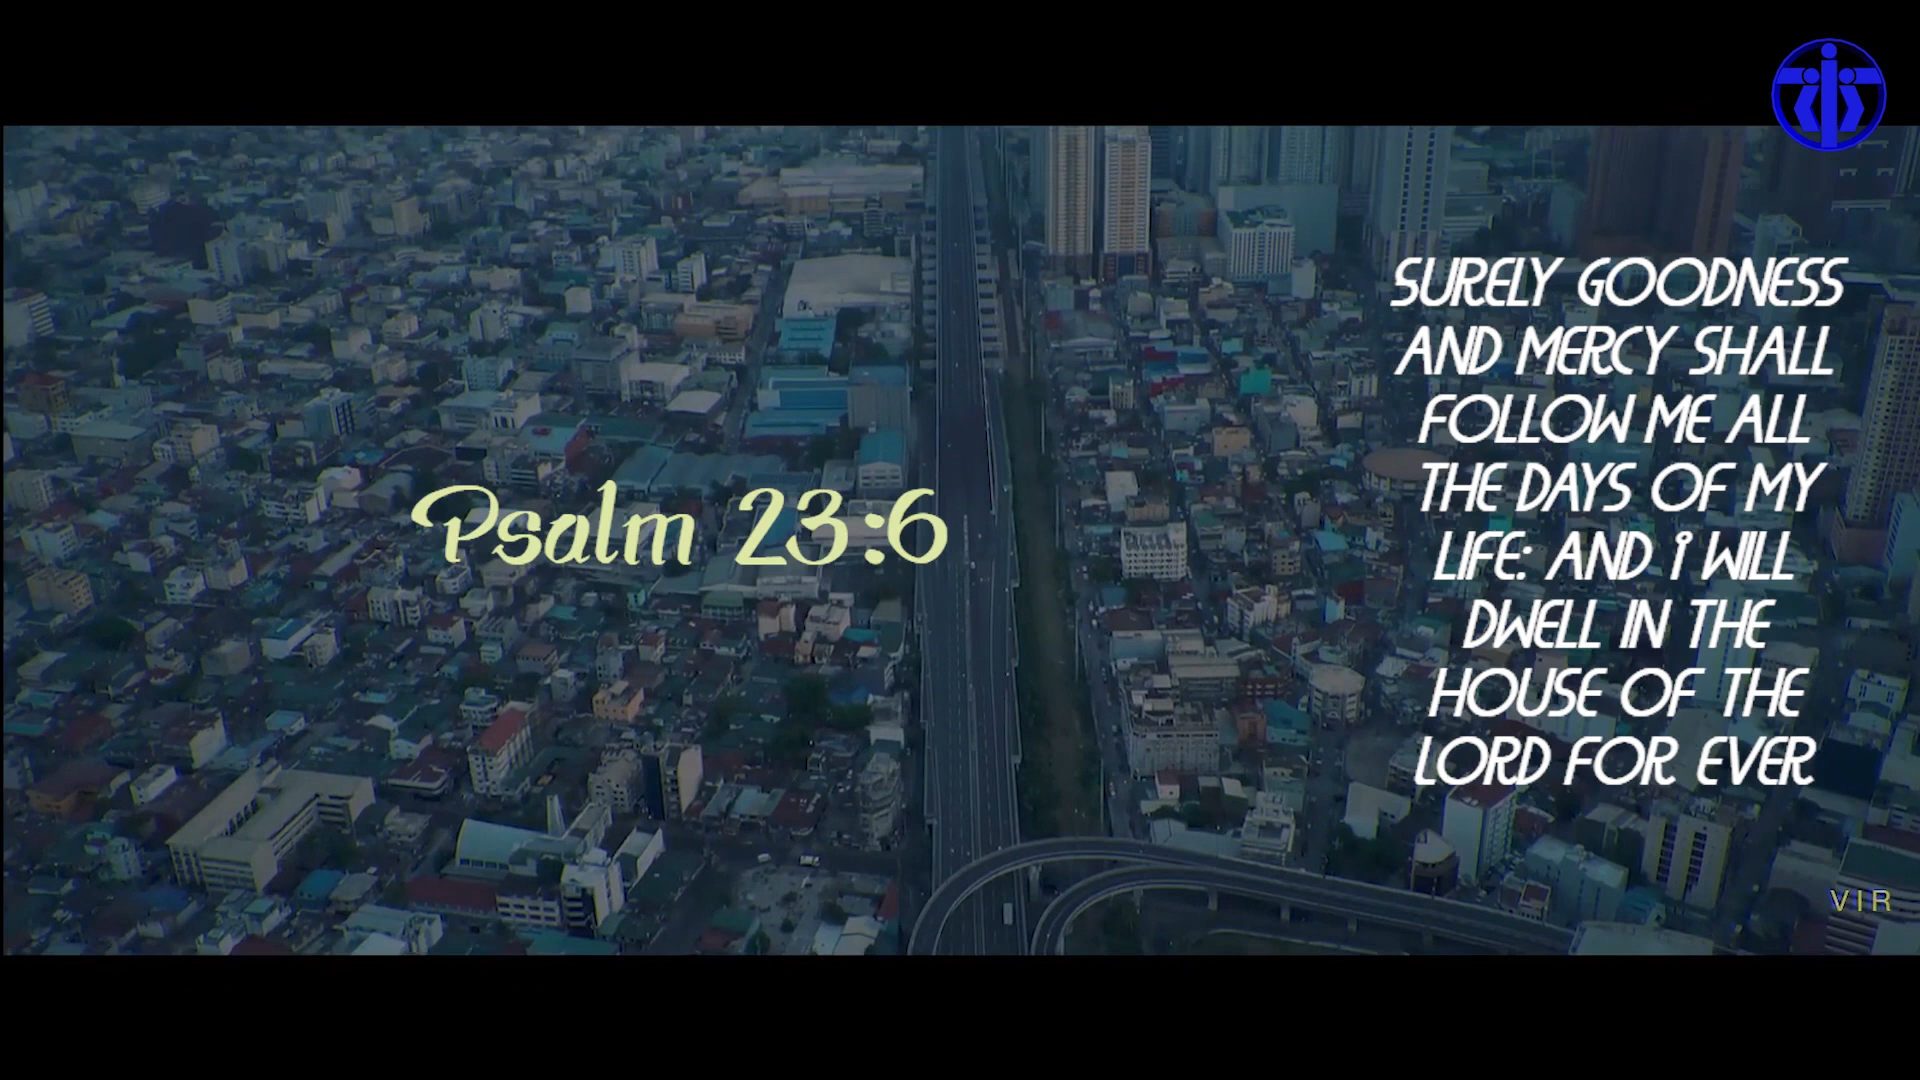 Psalm 23:6
SURELY GOODNESS
AND MERCY SHALL
FOLLOW ME ALL
THE DAYS OF MY
LIFE: AND I WILL
DWELL IN THE
HOUSE OF THE
LORD FOR EVER
VIR